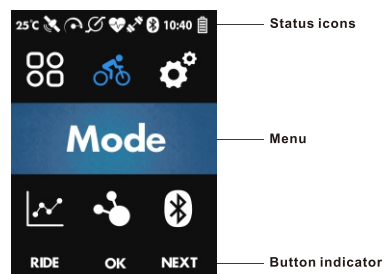 25°C 10:40 Status icons
Mode Menu
RIDE OK NEXT Button indicator